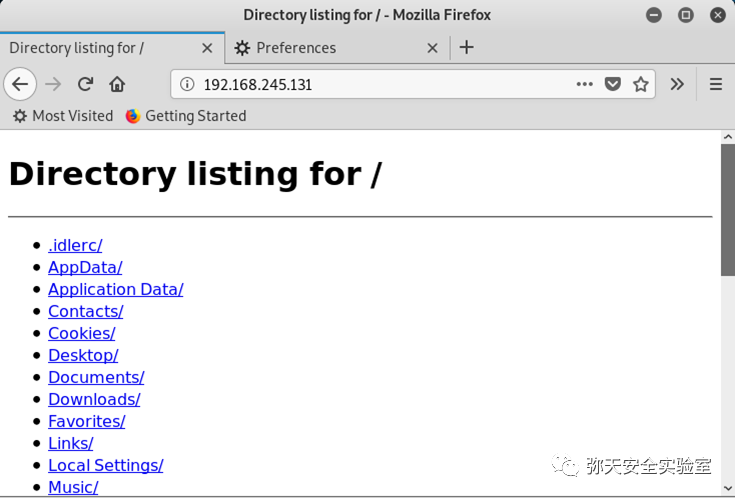 Directory listing for / - Mozilla Firefox
Directory listing for /
Preferences
192.168.245.131
Most Visited
Getting Started
Directory listing for /
.idlerc/
AppData/
Application Data/
Contacts/
Cookies/
Desktop/
Documents/
Downloads/
Favorites/
Links/
Local Settings/
Music/
弥天安全实验室